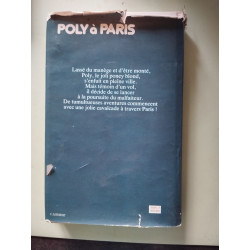 POLY à PARIS
Lassé du manège et d'être monté,
Poly, le joli poney blond,
s'enfuit en pleine ville.
Mais témoin d'un vol,
il décide de se lancer
à la poursuite du malfaiteur.
De tumultueuses aventures commencent
avec une jolie cavalcade à travers Paris !